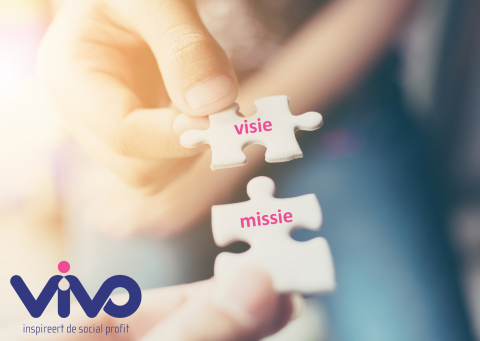 visie
missie
vivo
inspireert de social profit